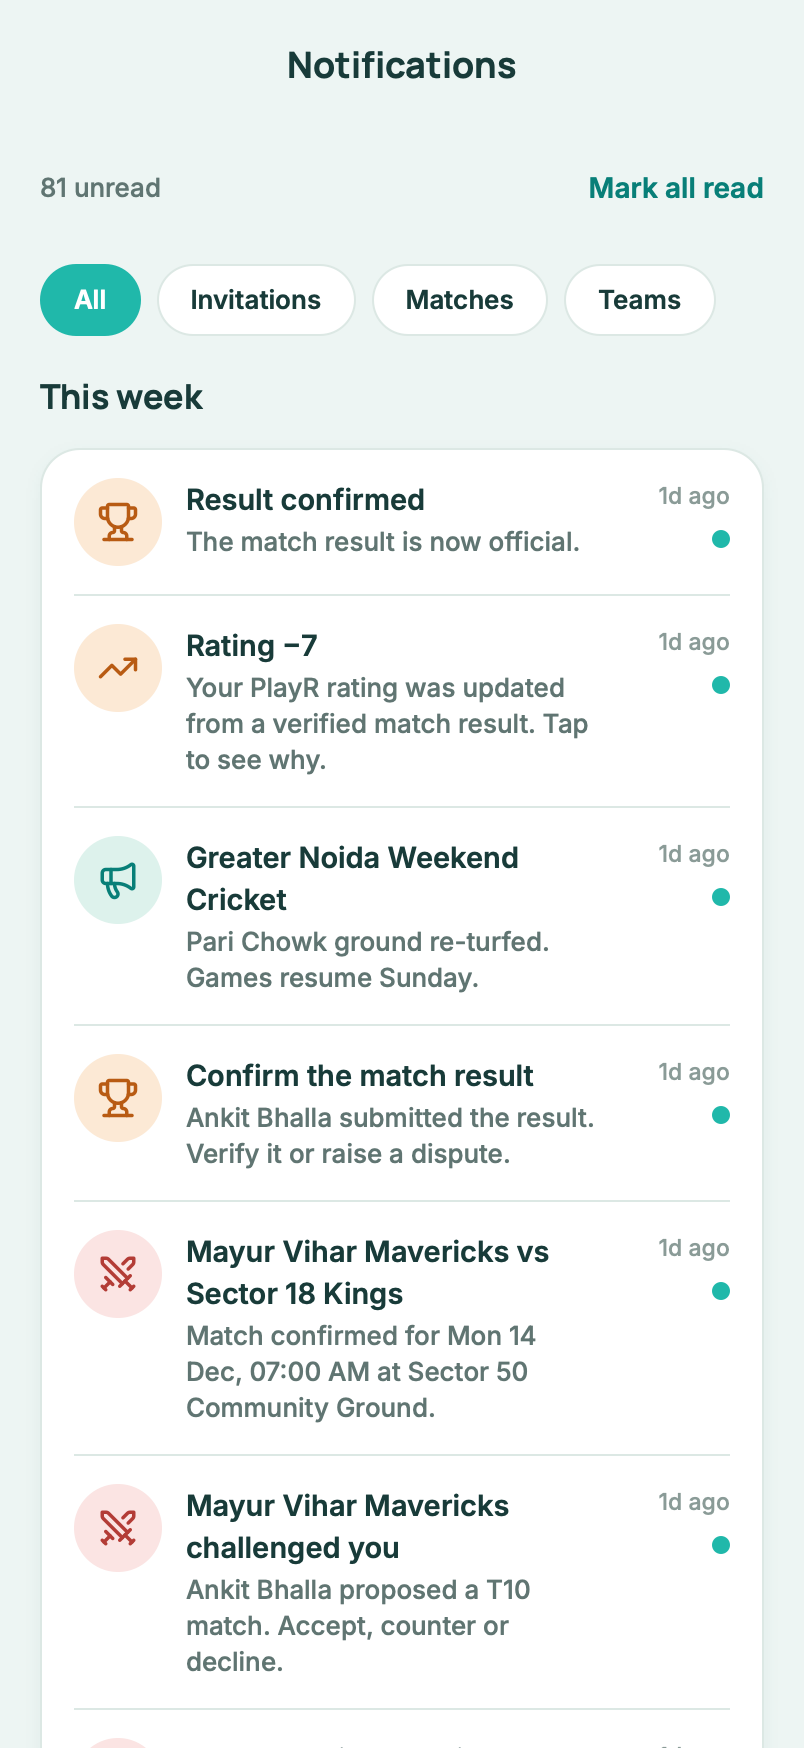 Notifications
81 unread
Mark all read
All
Invitations
Matches
Teams
This week
Result confirmed
1d ago
The match result is now official.
Rating −7
1d ago
Your PlayR rating was updated
from a verified match result. Tap
to see why.
Greater Noida Weekend
Cricket
1d ago
Pari Chowk ground re-turfed.
Games resume Sunday.
Confirm the match result
1d ago
Ankit Bhalla submitted the result.
Verify it or raise a dispute.
Mayur Vihar Mavericks vs
Sector 18 Kings
1d ago
Match confirmed for Mon 14
Dec, 07:00 AM at Sector 50
Community Ground.
Mayur Vihar Mavericks
challenged you
1d ago
Ankit Bhalla proposed a T10
match. Accept, counter or
decline.